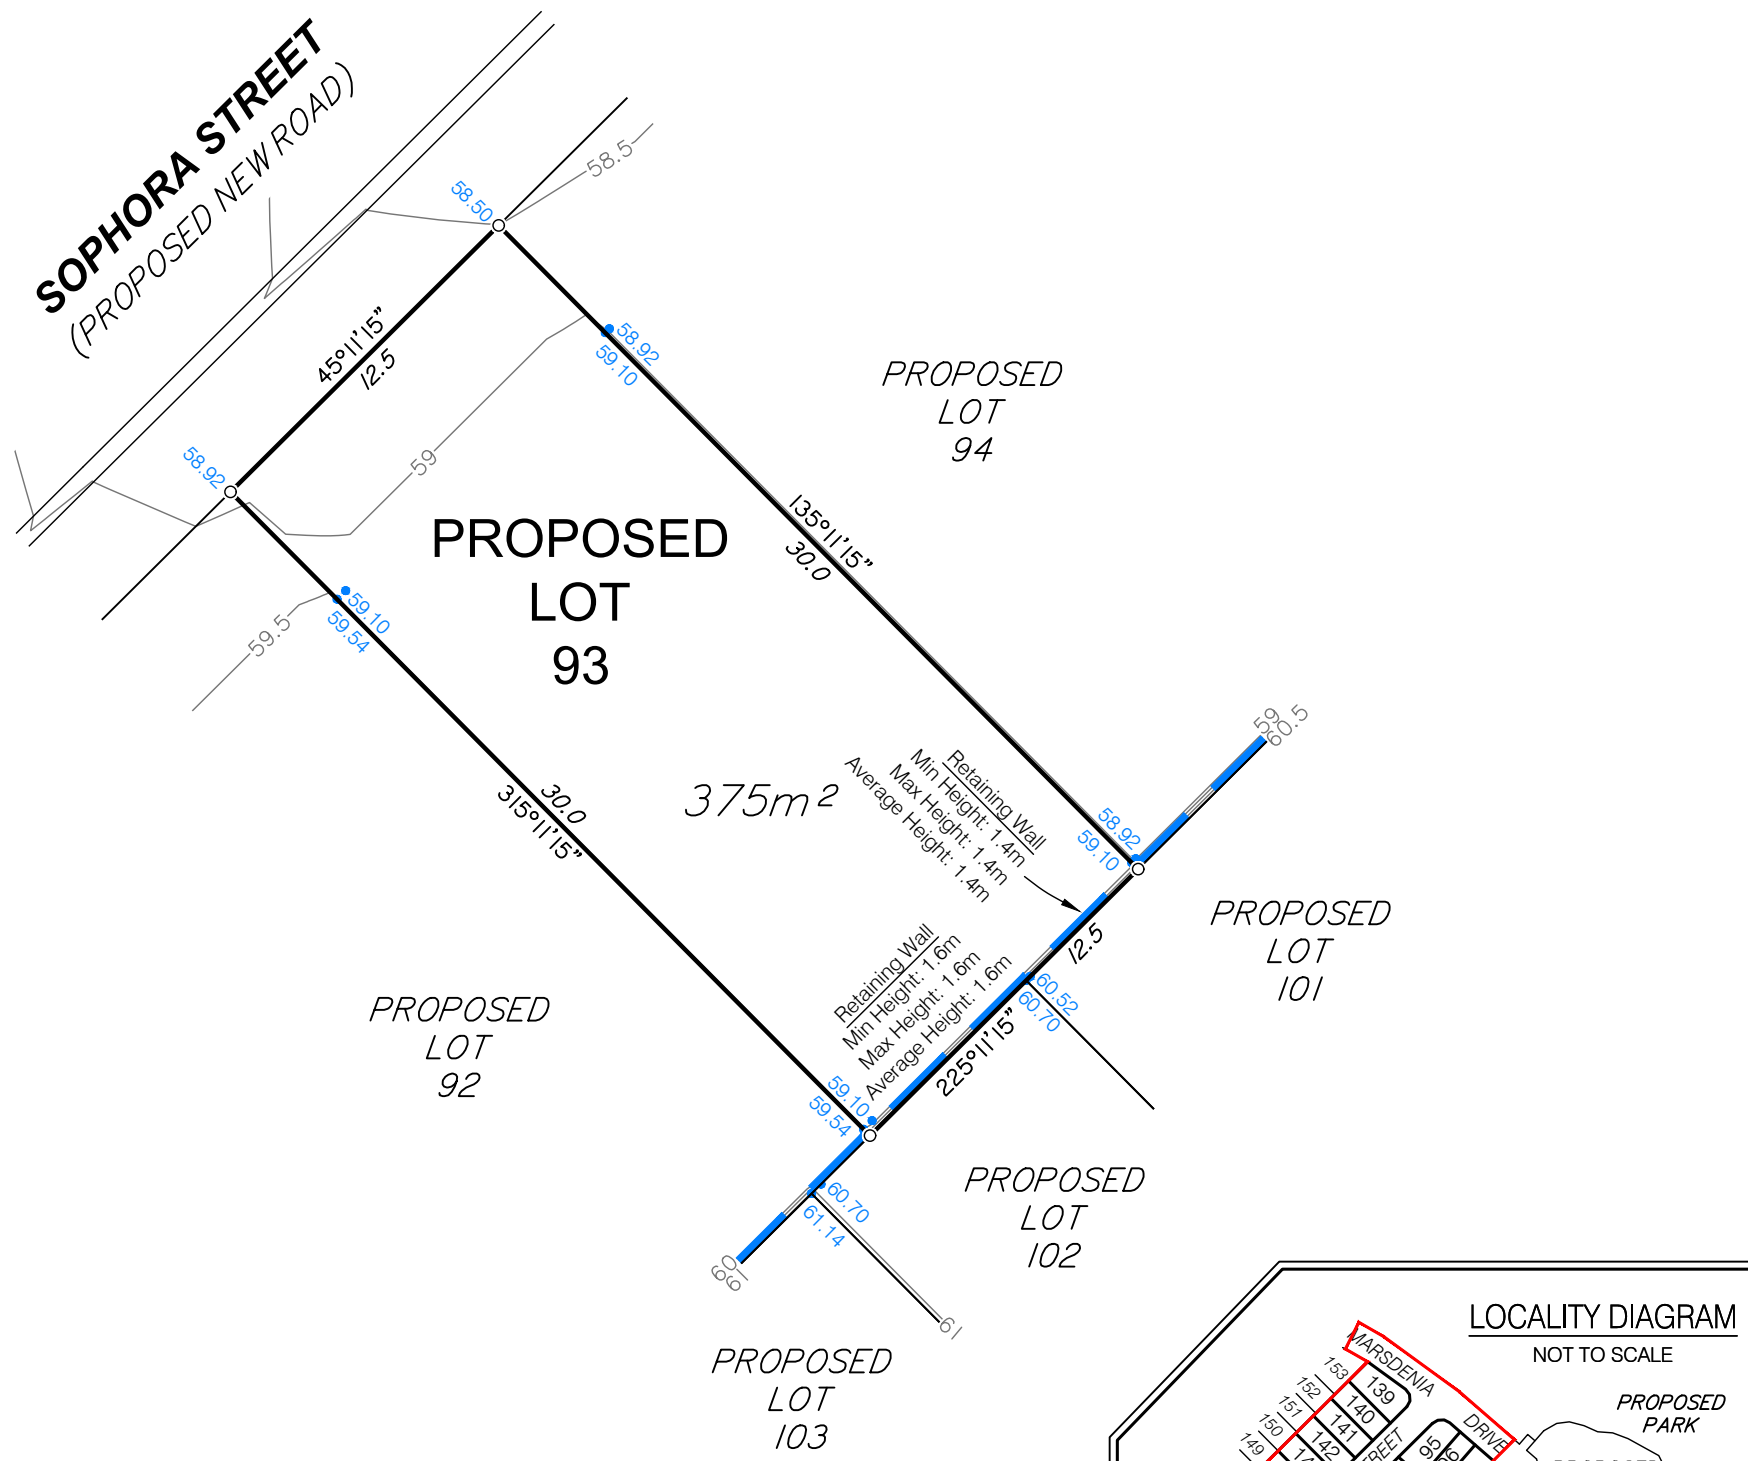 SOPHORA STREET
(PROPOSED NEW ROAD)
58.50
58.5
45°11'15"
12.5
58.92
59.10
58.92
59
PROPOSED
LOT
94
135°11'15"
30.0
PROPOSED
LOT
93
59.5
59.10
59.54
375m²
30.0
315°11'15"
Retaining Wall
Min Height: 1.4m
Max Height: 1.4m
Average Height: 1.4m
59
60.5
58.92
59.10
12.5
PROPOSED
LOT
101
Retaining Wall
Min Height: 1.6m
Max Height: 1.6m
Average Height: 1.6m
60.52
60.70
225°11'15"
PROPOSED
LOT
92
59.10
59.54
60.70
61.14
PROPOSED
LOT
102
60
61
61
PROPOSED
LOT
103
LOCALITY DIAGRAM
NOT TO SCALE
MARSDENIA
DRIVE
PROPOSED
PARK
153
152
151
150
149
139
140
141
142
95